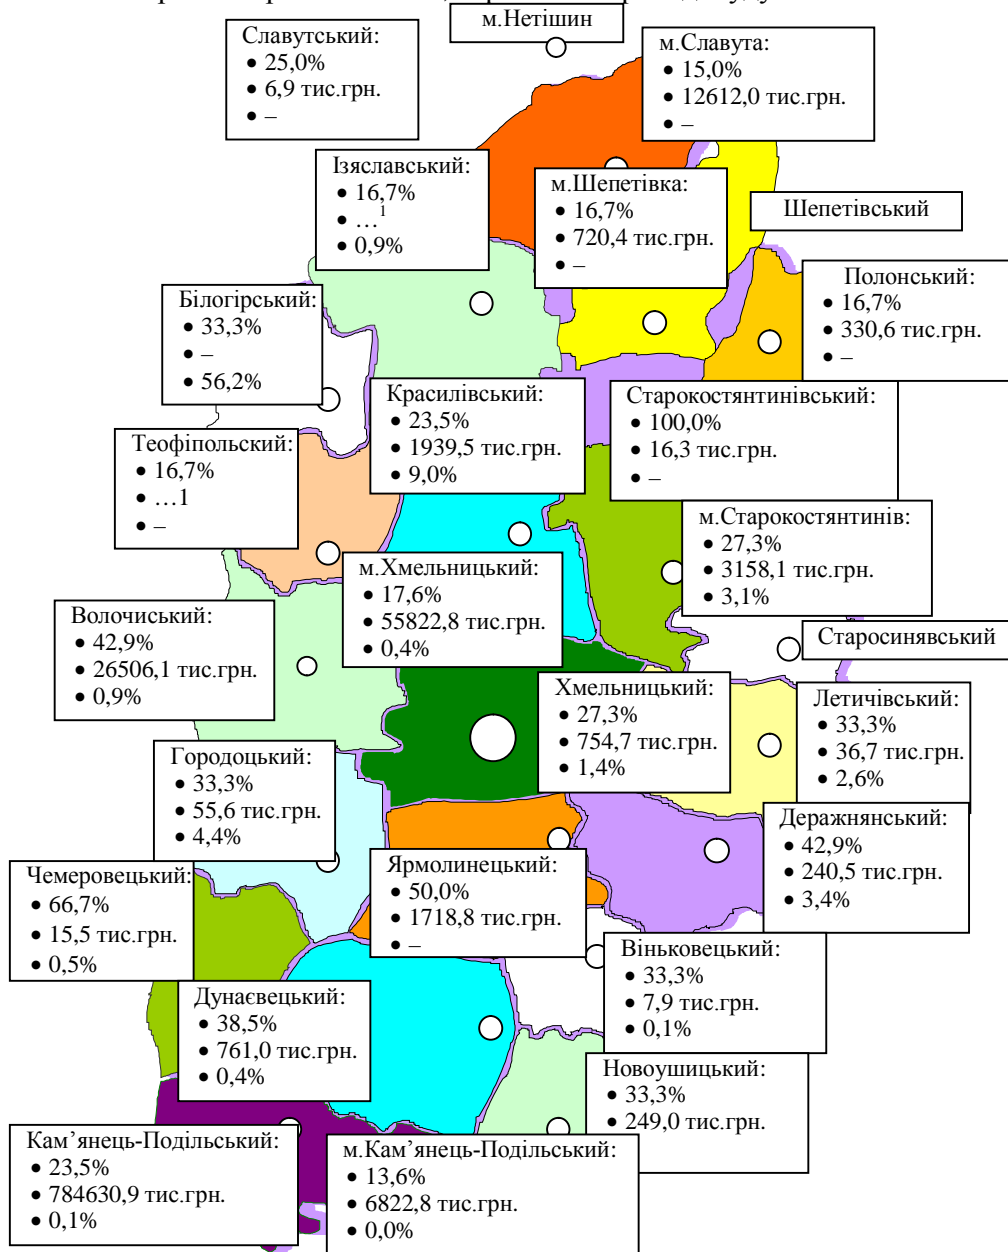 м.Нетішин
Славутський:
• 25,0%
• 6,9 тис.грн.
• –
м.Славута:
• 15,0%
• 12612,0 тис.грн.
• –
Ізяславський:
• 16,7%
• …1
• 0,9%
м.Шепетівка:
• 16,7%
• 720,4 тис.грн.
• –
Шепетівський
Полонський:
• 16,7%
• 330,6 тис.грн.
• –
Білогірський:
• 33,3%
• –
• 56,2%
Красилівський:
• 23,5%
• 1939,5 тис.грн.
• 9,0%
Старокостянтинівський:
• 100,0%
• 16,3 тис.грн.
• –
Теофіпольский:
• 16,7%
• …1
• –
м.Старокостянтинів:
• 27,3%
• 3158,1 тис.грн.
• 3,1%
м.Хмельницький:
• 17,6%
• 55822,8 тис.грн.
• 0,4%
Волочиський:
• 42,9%
• 26506,1 тис.грн.
• 0,9%
Старосинявський
Хмельницький:
• 27,3%
• 754,7 тис.грн.
• 1,4%
Летичівський:
• 33,3%
• 36,7 тис.грн.
• 2,6%
Городоцький:
• 33,3%
• 55,6 тис.грн.
• 4,4%
Деражнянський:
• 42,9%
• 240,5 тис.грн.
• 3,4%
Чемеровецький:
• 66,7%
• 15,5 тис.грн.
• 0,5%
Ярмолинецький:
• 50,0%
• 1718,8 тис.грн.
• –
Віньковецький:
• 33,3%
• 7,9 тис.грн.
• 0,1%
Дунаєвецький:
• 38,5%
• 761,0 тис.грн.
• 0,4%
Новоушицький:
• 33,3%
• 249,0 тис.грн.
Кам’янець-Подільський:
• 23,5%
• 784630,9 тис.грн.
• 0,1%
м.Кам’янець-Подільський:
• 13,6%
• 6822,8 тис.грн.
• 0,0%